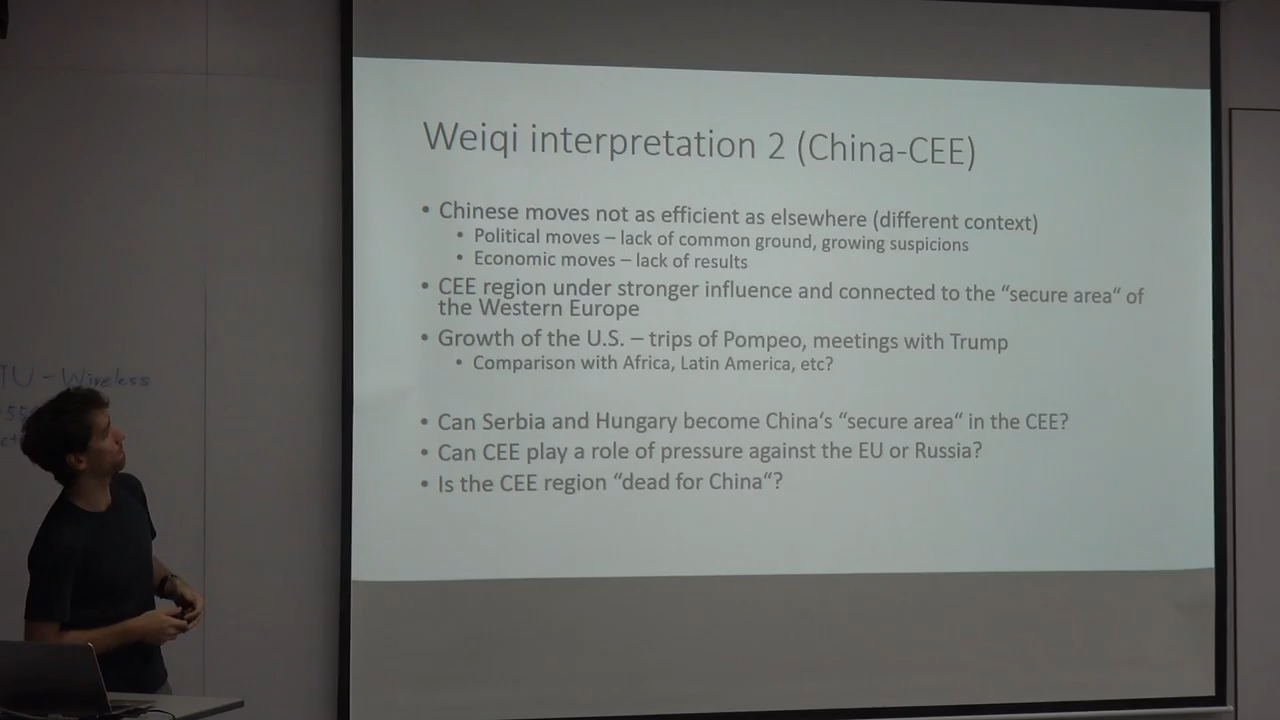 Weiqi interpretation 2 (China-CEE)
• Chinese moves not as efficient as elsewhere (different context)
• Political moves – lack of common ground, growing suspicions
• Economic moves – lack of results
• CEE region under stronger influence and connected to the “secure area“ of
the Western Europe
• Growth of the U.S. – trips of Pompeo, meetings with Trump
• Comparison with Africa, Latin America, etc?
• Can Serbia and Hungary become China‘s “secure area“ in the CEE?
• Can CEE play a role of pressure against the EU or Russia?
• Is the CEE region “dead for China“?
TU - Wireless